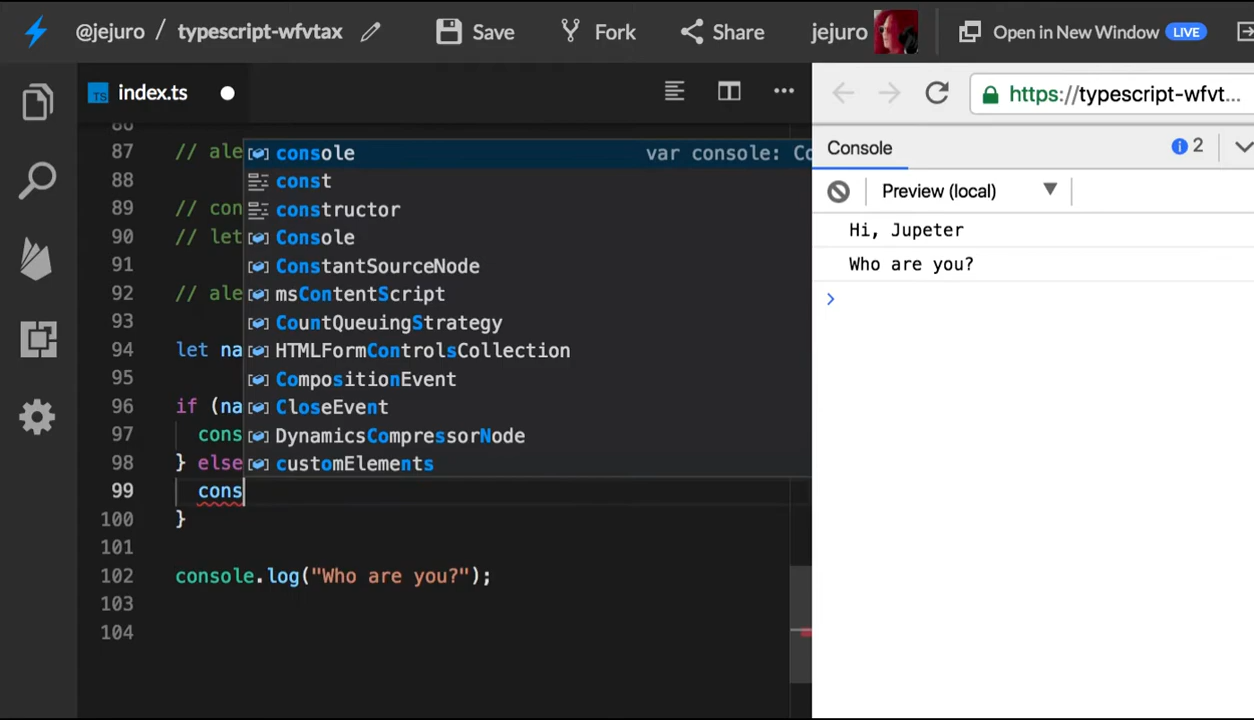 @jejuro / typescript-wfvtax Save Fork Share jejuro Open in New Window LIVE
TS index.ts https://typescript-wfvt...
Console 2
Preview (local)
Hi, Jupeter
Who are you?
>
86
87 // ale
88
89 // con
90 // let
91
92 // ale
93
94 let na
95
96 if (na
97 cons
98 } else
99 cons
100 }
101
102 console.log("Who are you?");
103
104
console var console: Co
const
constructor
Console
ConstantSourceNode
msContentScript
CountQueuingStrategy
HTMLFormControlsCollection
CompositionEvent
CloseEvent
DynamicsCompressorNode
customElements